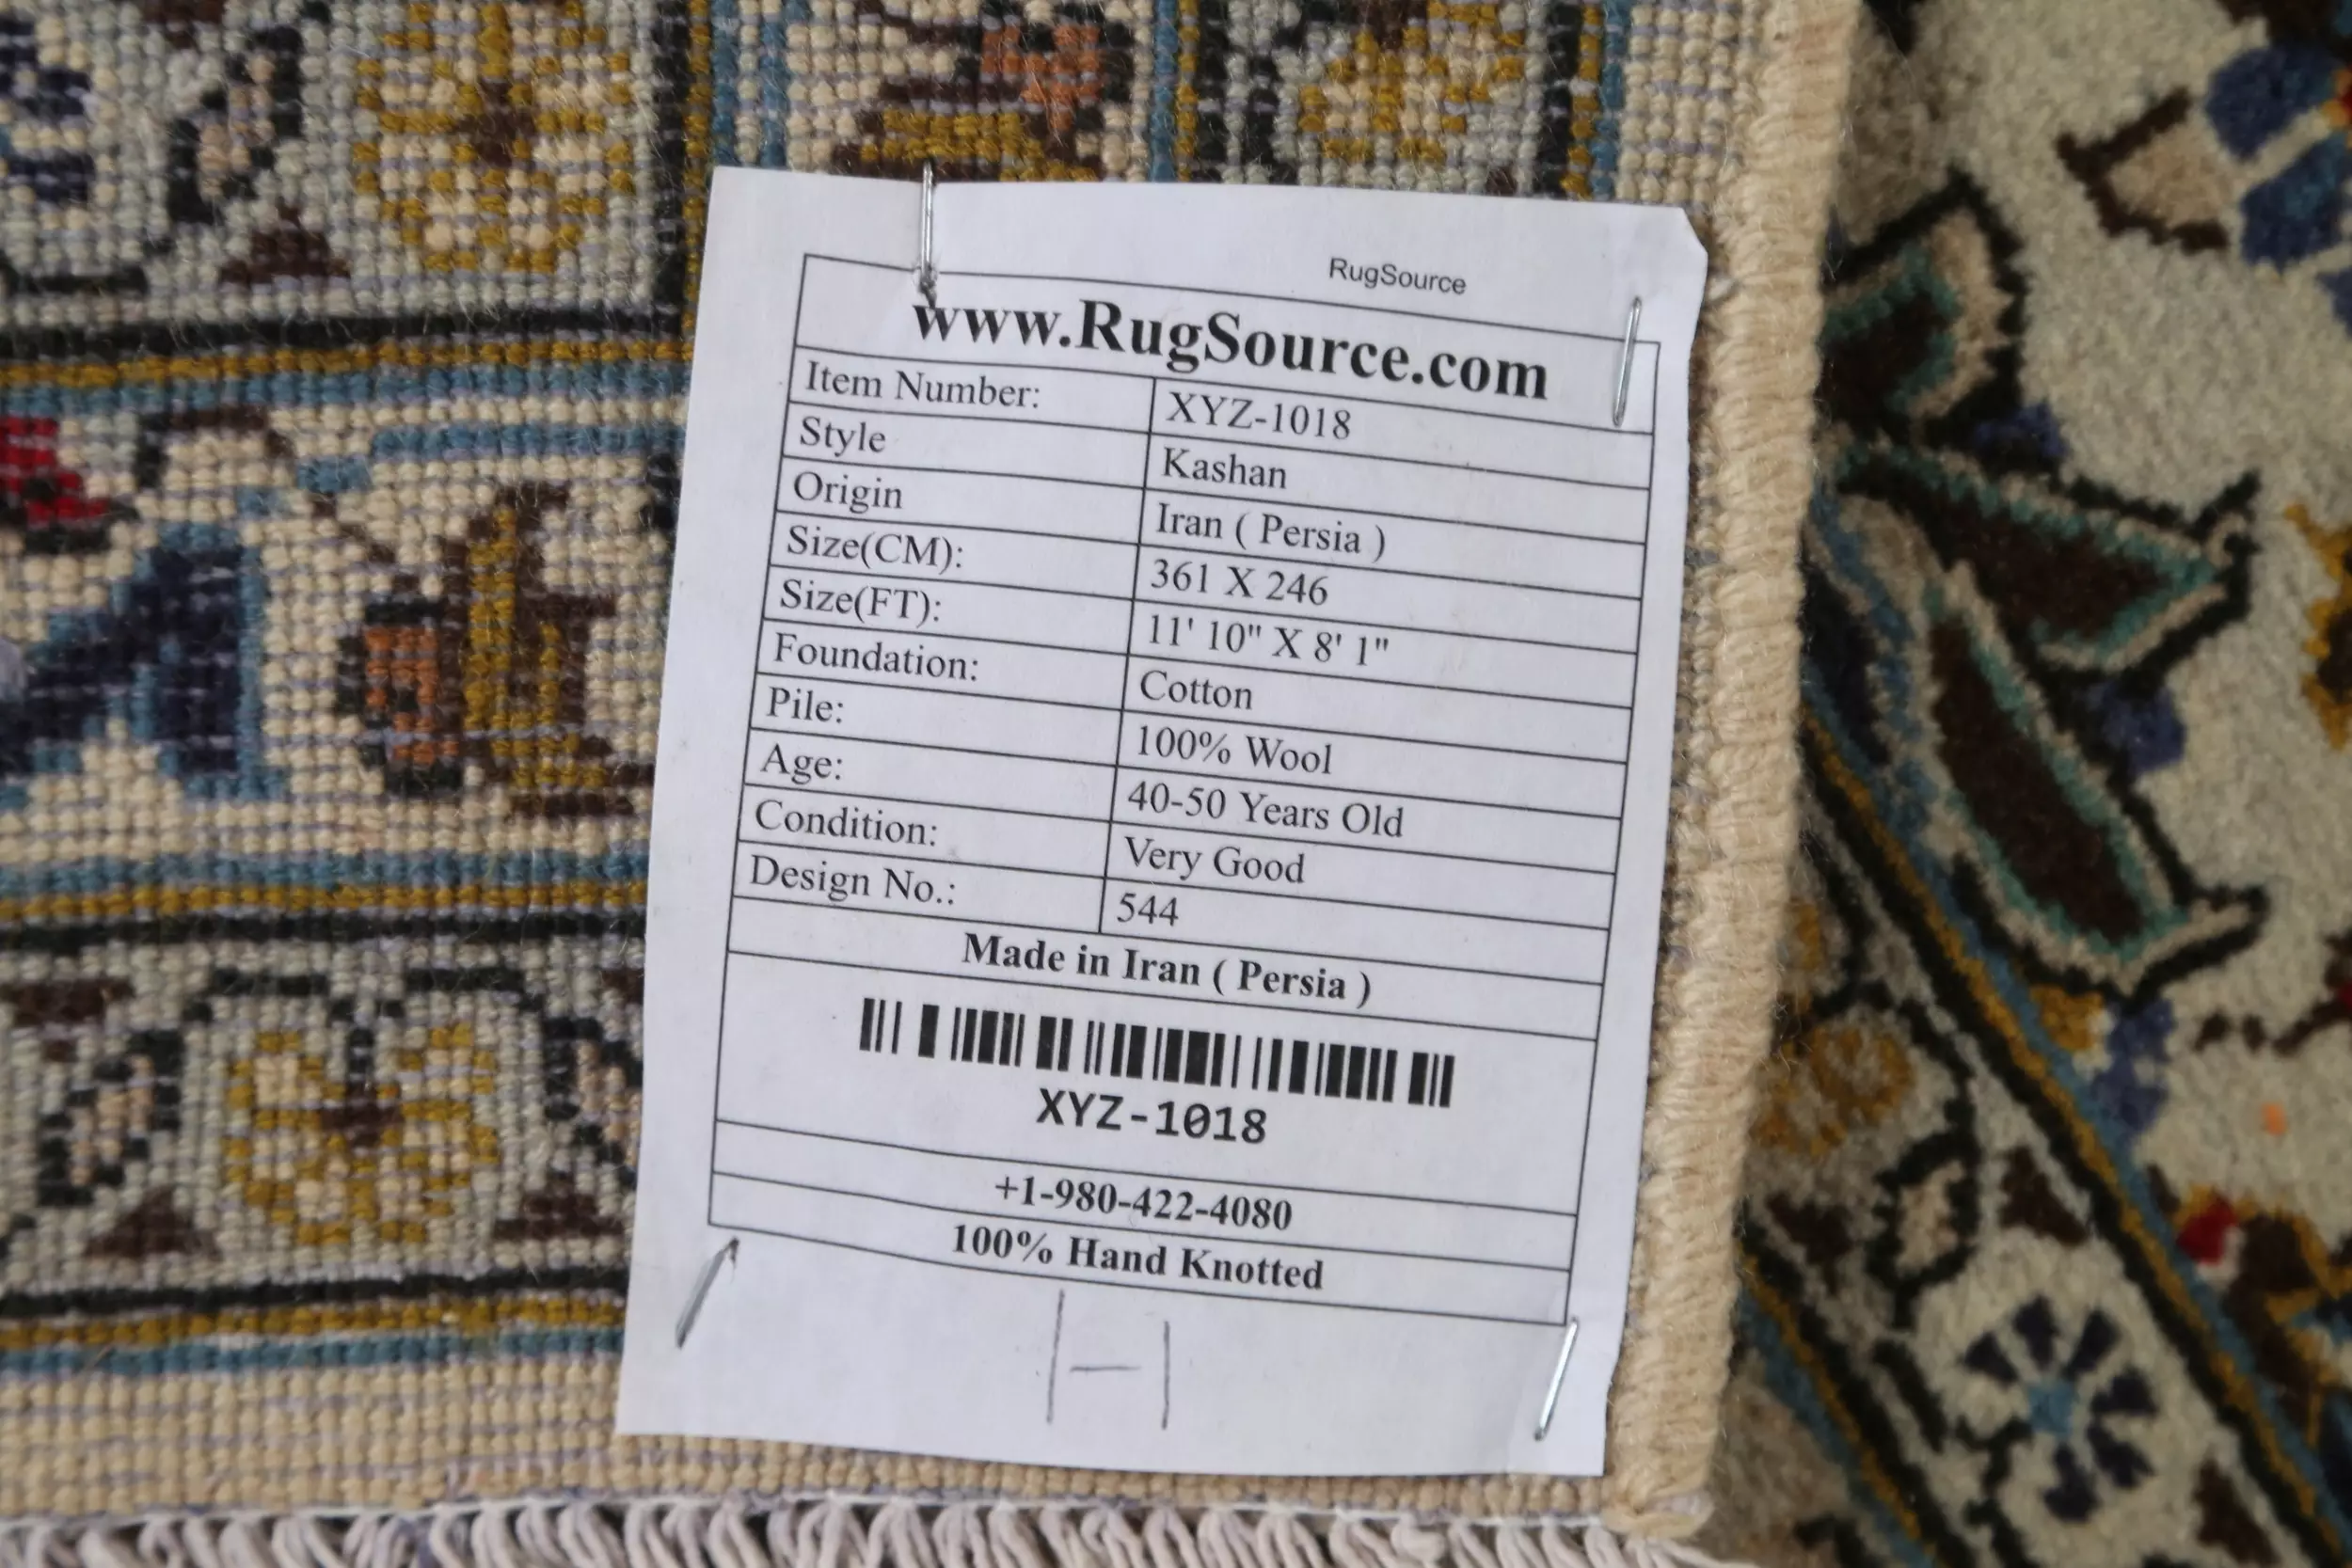 RugSource
www.RugSource.com
Item Number: XYZ-1018
Style Kashan
Origin Iran ( Persia )
Size(CM): 361 X 246
Size(FT): 11' 10" X 8' 1"
Foundation: Cotton
Pile: 100% Wool
Age: 40-50 Years Old
Condition: Very Good
Design No.: 544
Made in Iran ( Persia )
XYZ-1018
+1-980-422-4080
100% Hand Knotted
1-1